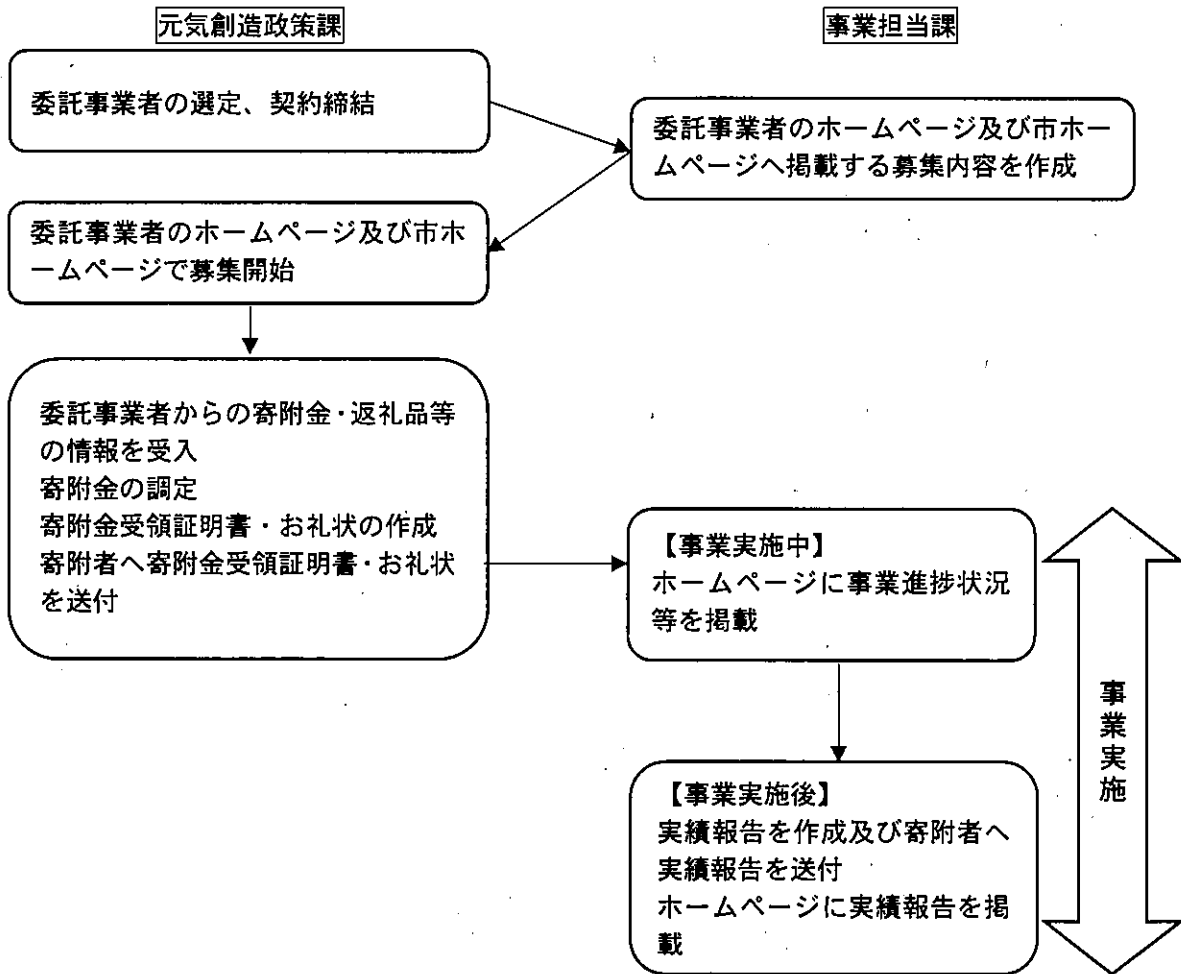 元気創造政策課
事業担当課
委託事業者の選定、契約締結
委託事業者のホームページ及び市ホ
ームページへ掲載する募集内容を作成
委託事業者のホームページ及び市ホ
ームページで募集開始
委託事業者からの寄附金・返礼品等
の情報を受入
寄附金の調定
寄附金受領証明書・お礼状の作成
寄附者へ寄附金受領証明書・お礼状
を送付
【事業実施中】
ホームページに事業進捗状況
等を掲載
【事業実施後】
実績報告を作成及び寄附者へ
実績報告を送付
ホームページに実績報告を掲
載
事業実施